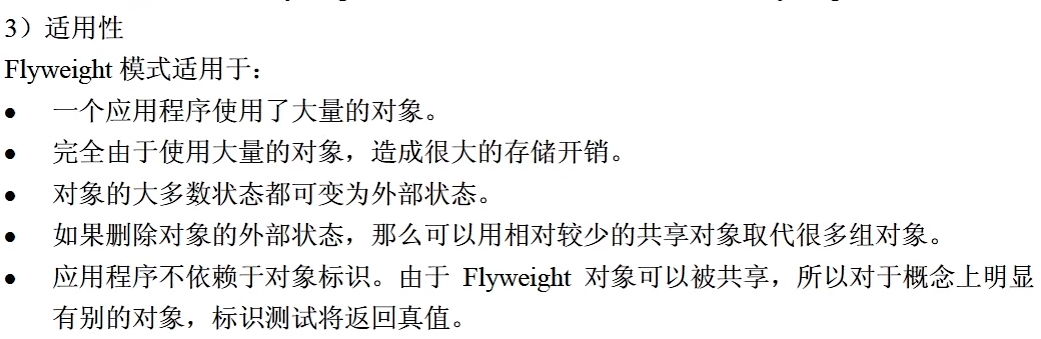 3）适用性
Flyweight 模式适用于：
● 一个应用程序使用了大量的对象。
● 完全由于使用大量的对象，造成很大的存储开销。
● 对象的大多数状态都可变为外部状态。
● 如果删除对象的外部状态，那么可以用相对较少的共享对象取代很多组对象。
● 应用程序不依赖于对象标识。由于 Flyweight 对象可以被共享，所以对于概念上明显
有别的对象，标识测试将返回真值。